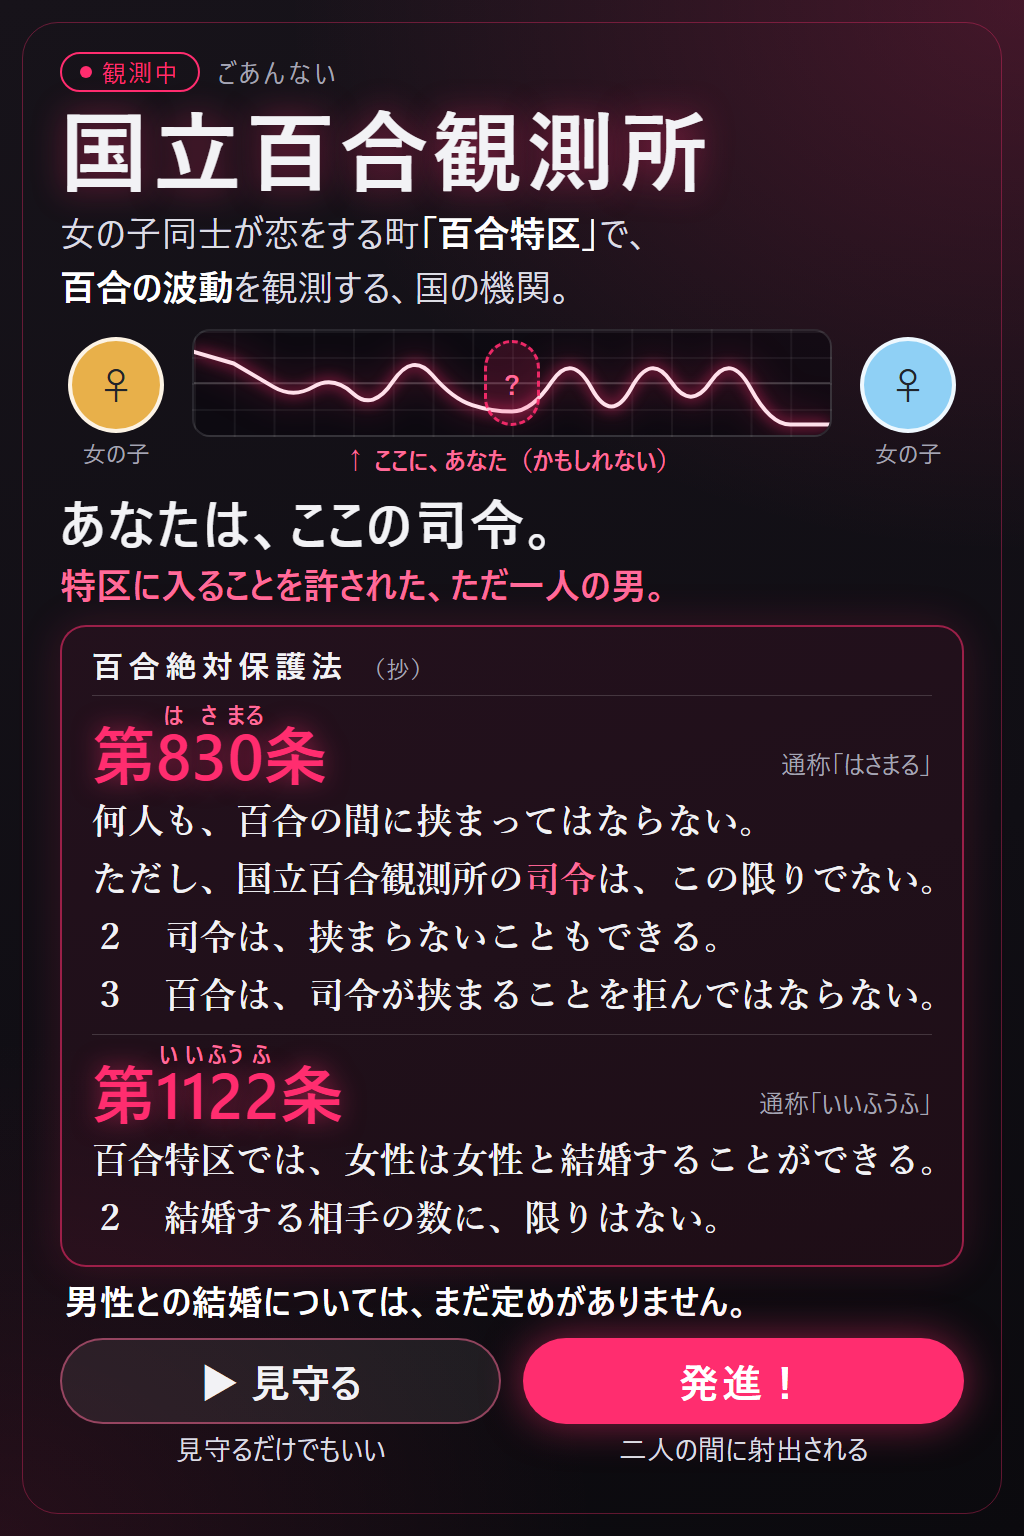 観測中 ごあんない
国立百合観測所
女の子同士が恋をする町「百合特区」で、
百合の波動を観測する、国の機関。
♀ ? ♀
女の子 女の子
↑ ここに、あなた（かもしれない）
あなたは、ここの司令。
特区に入ることを許された、ただ一人の男。
百合絶対保護法 （抄）
は さ まる
第830条 通称「はさまる」
何人も、百合の間に挟まってはならない。
ただし、国立百合観測所の司令は、この限りでない。
2 司令は、挟まらないこともできる。
3 百合は、司令が挟まることを拒んではならない。
い い ふう ふ
第1122条 通称「いいふうふ」
百合特区では、女性は女性と結婚することができる。
2 結婚する相手の数に、限りはない。
男性との結婚については、まだ定めがありません。
▶ 見守る 発進！
見守るだけでもいい 二人の間に射出される